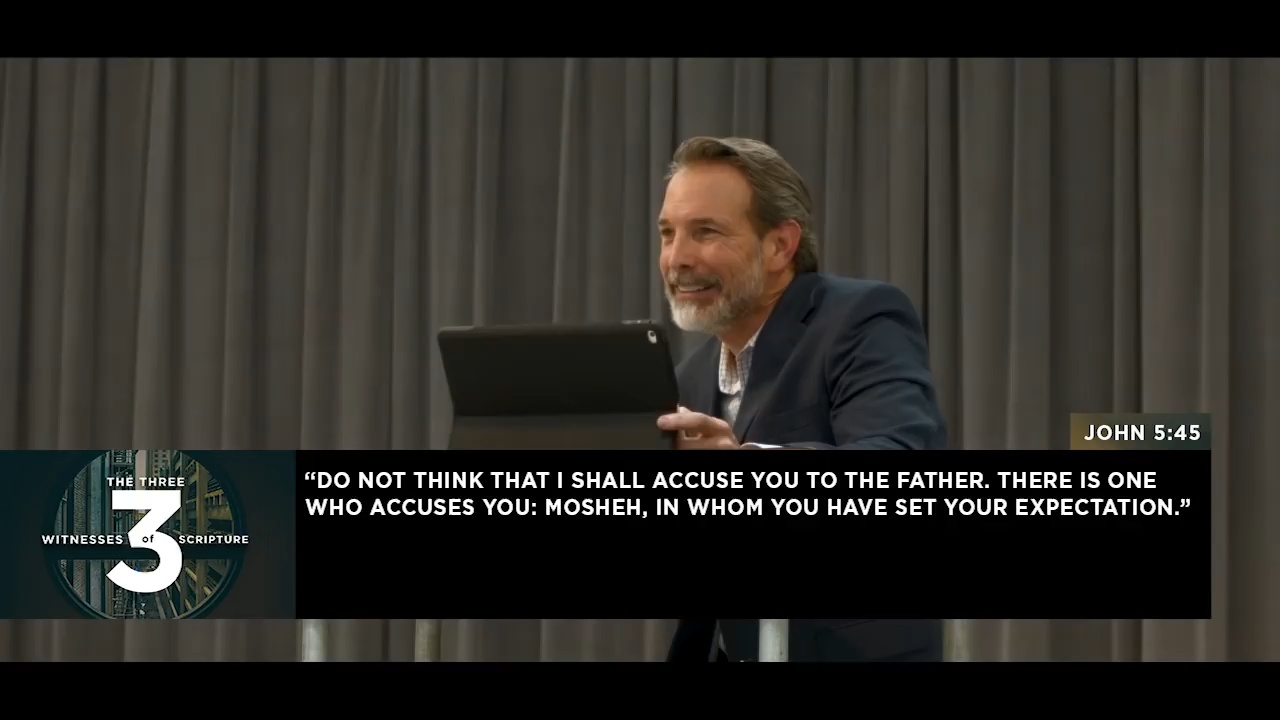 JOHN 5:45
“DO NOT THINK THAT I SHALL ACCUSE YOU TO THE FATHER. THERE IS ONE
WHO ACCUSES YOU: MOSHEH, IN WHOM YOU HAVE SET YOUR EXPECTATION.”
THE THREE
3
WITNESSES of SCRIPTURE